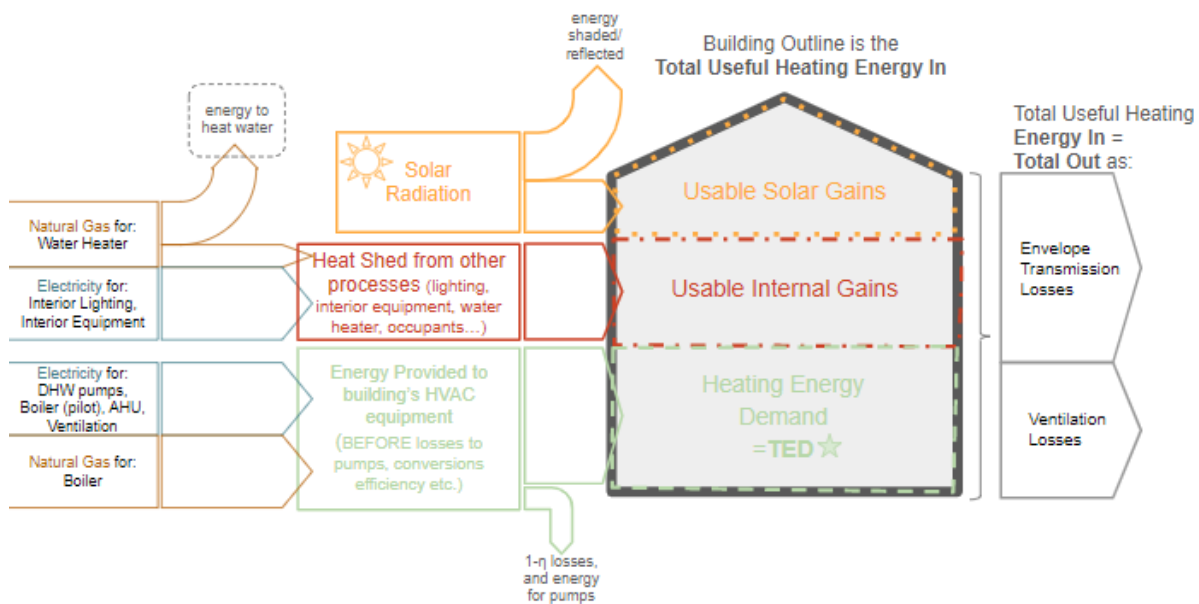 energy
shaded/
reflected
Building Outline is the
Total Useful Heating Energy In
energy to
heat water
Solar
Radiation
Usable Solar Gains
Total Useful Heating
Energy In =
Total Out as:
Natural Gas for:
Water Heater
Electricity for:
Interior Lighting,
Interior Equipment
Heat Shed from other
processes (lighting,
interior equipment, water
heater, occupants…)
Usable Internal Gains
Envelope
Transmission
Losses
Electricity for:
DHW pumps,
Boiler (pilot), AHU,
Ventilation
Natural Gas for:
Boiler
Energy Provided to
building's HVAC
equipment
(BEFORE losses to
pumps, conversions
efficiency etc.)
Heating Energy
Demand
=TED
Ventilation
Losses
1-η losses,
and energy
for pumps